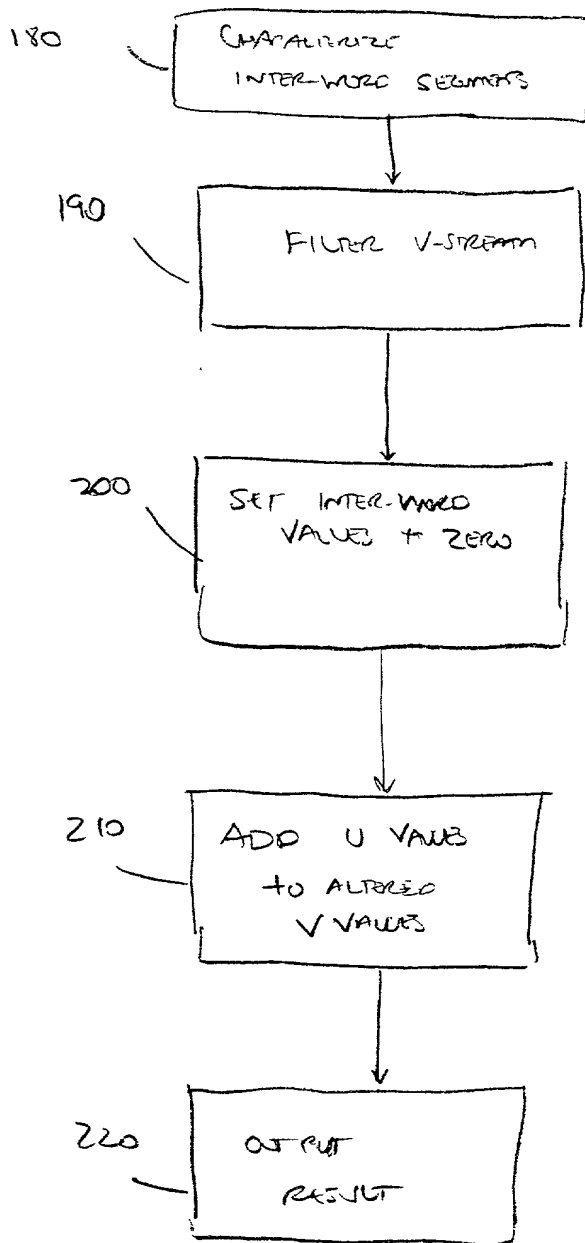 180
CHARACTERIZE
INTER-WORD SEGMENTS
190
FILTER V-STREAM
200
SET INTER-WORD
VALUES to ZERO
210
ADD U VALUES
to ALTERED
V VALUES
220
OUTPUT
RESULT